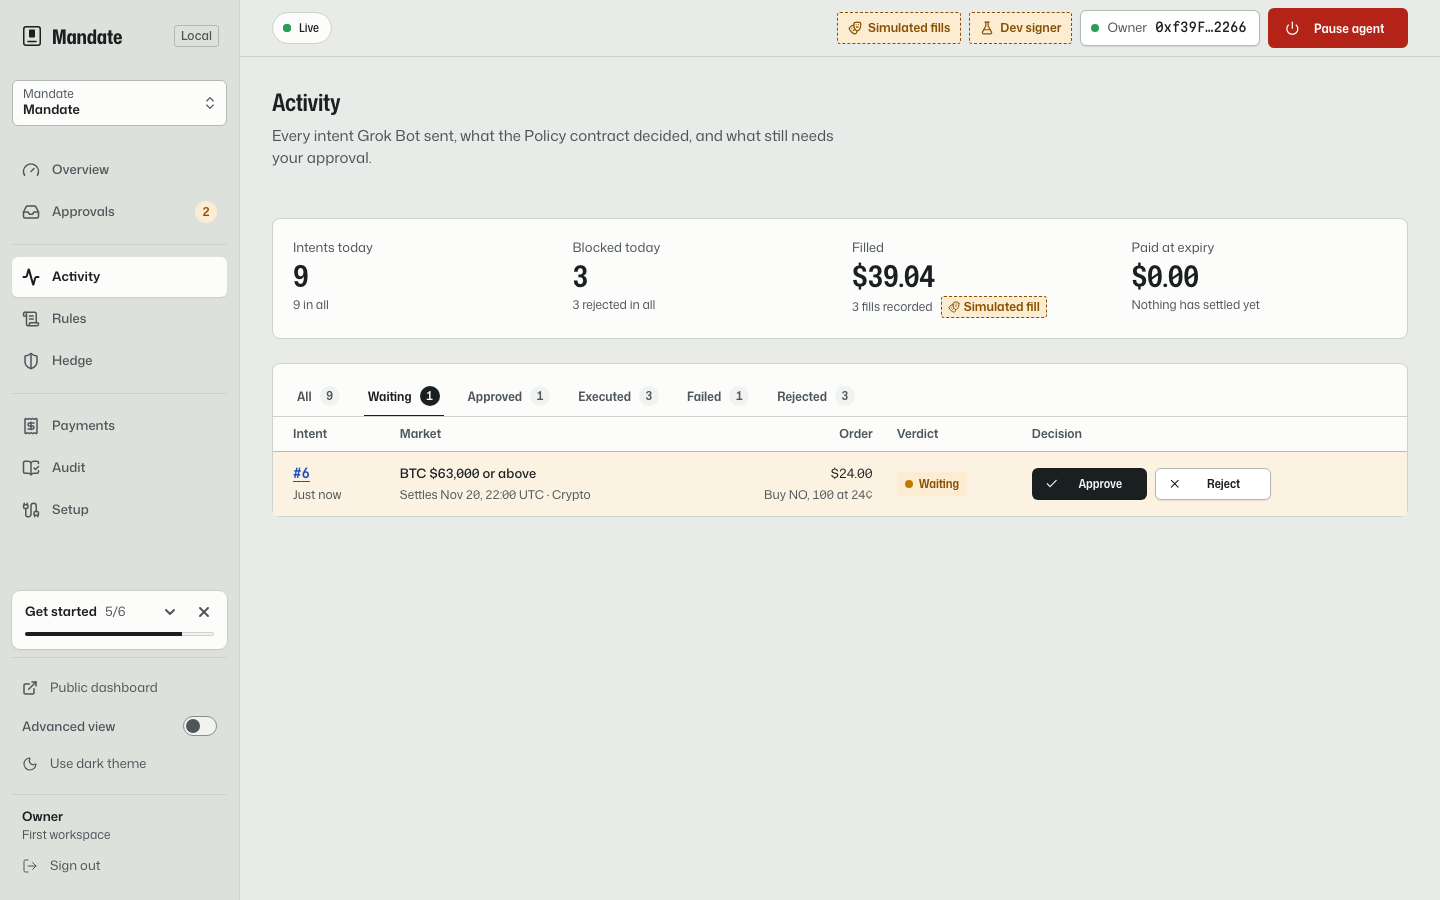 Mandate
Local
Mandate
Mandate
Overview
Approvals 2
Activity
Rules
Hedge
Payments
Audit
Setup
Get started 5/6
Public dashboard
Advanced view
Use dark theme
Owner
First workspace
Sign out
Live
Simulated fills
Dev signer
Owner 0xf39F…2266
Pause agent
Activity
Every intent Grok Bot sent, what the Policy contract decided, and what still needs
your approval.
Intents today
9
9 in all
Blocked today
3
3 rejected in all
Filled
$39.04
3 fills recorded Simulated fill
Paid at expiry
$0.00
Nothing has settled yet
All 9 Waiting 1 Approved 1 Executed 3 Failed 1 Rejected 3
Intent Market Order Verdict Decision
#6 BTC $63,000 or above $24.00 Waiting Approve Reject
Just now Settles Nov 20, 22:00 UTC · Crypto Buy NO, 100 at 24¢